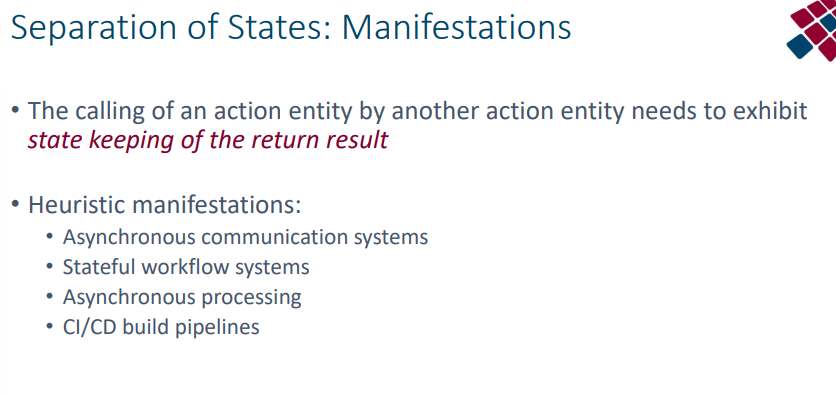 Separation of States: Manifestations
• The calling of an action entity by another action entity needs to exhibit
state keeping of the return result
• Heuristic manifestations:
• Asynchronous communication systems
• Stateful workflow systems
• Asynchronous processing
• CI/CD build pipelines